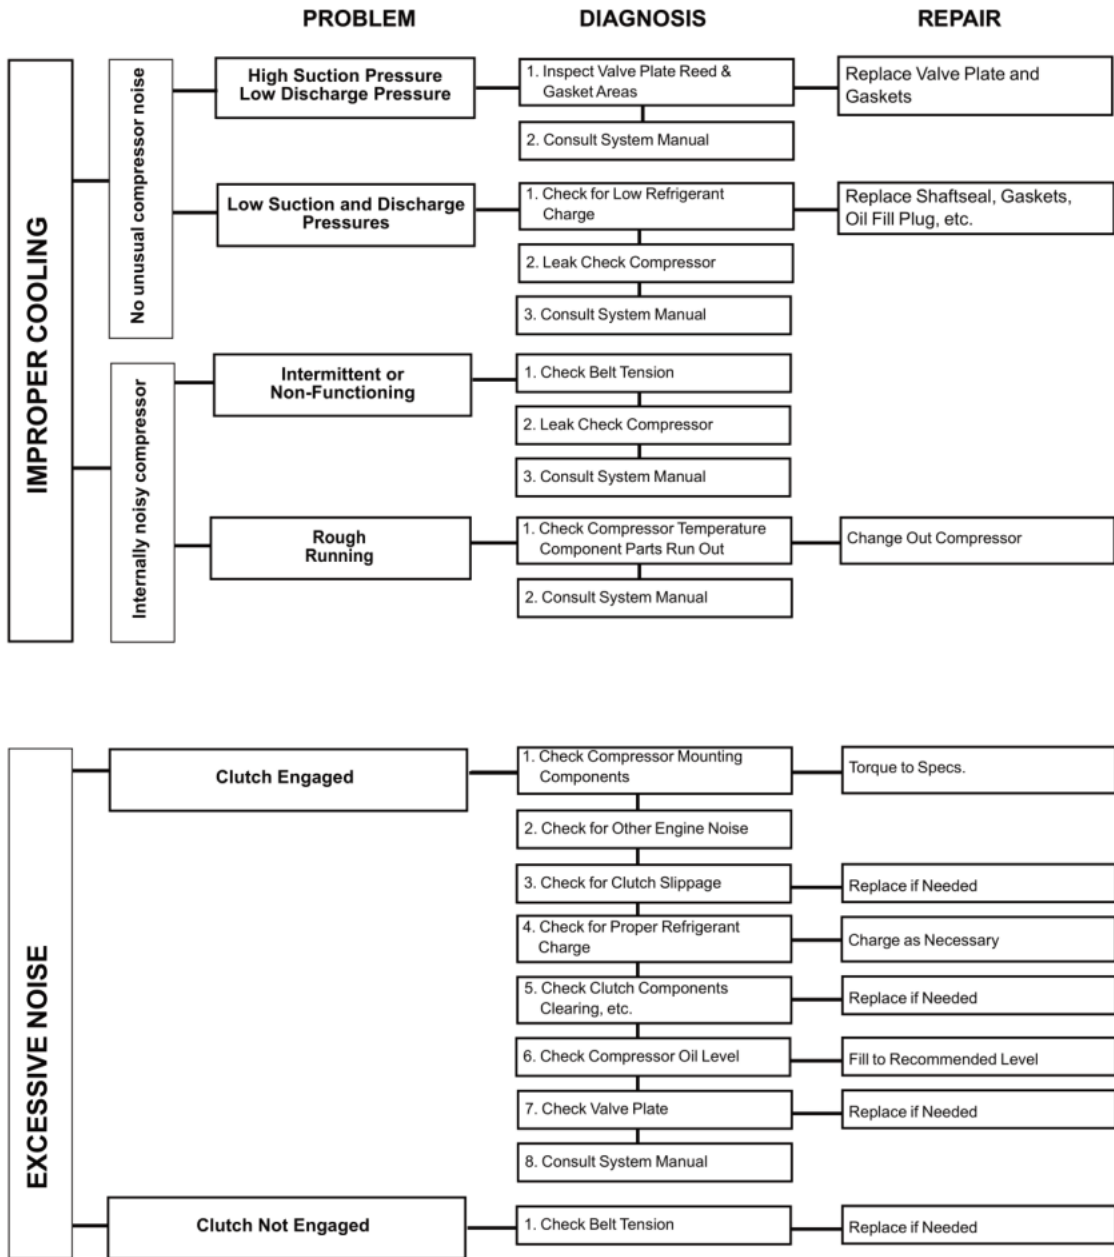 PROBLEM
DIAGNOSIS
REPAIR
IMPROPER COOLING
No unusual compressor noise
High Suction Pressure
Low Discharge Pressure
1. Inspect Valve Plate Reed &
Gasket Areas
Replace Valve Plate and
Gaskets
2. Consult System Manual
Low Suction and Discharge
Pressures
1. Check for Low Refrigerant
Charge
Replace Shaftseal, Gaskets,
Oil Fill Plug, etc.
2. Leak Check Compressor
3. Consult System Manual
Internally noisy compressor
Intermittent or
Non-Functioning
1. Check Belt Tension
2. Leak Check Compressor
3. Consult System Manual
Rough
Running
1. Check Compressor Temperature
Component Parts Run Out
Change Out Compressor
2. Consult System Manual
EXCESSIVE NOISE
Clutch Engaged
1. Check Compressor Mounting
Components
Torque to Specs.
2. Check for Other Engine Noise
3. Check for Clutch Slippage
Replace if Needed
4. Check for Proper Refrigerant
Charge
Charge as Necessary
5. Check Clutch Components
Clearing, etc.
Replace if Needed
6. Check Compressor Oil Level
Fill to Recommended Level
7. Check Valve Plate
Replace if Needed
8. Consult System Manual
Clutch Not Engaged
1. Check Belt Tension
Replace if Needed